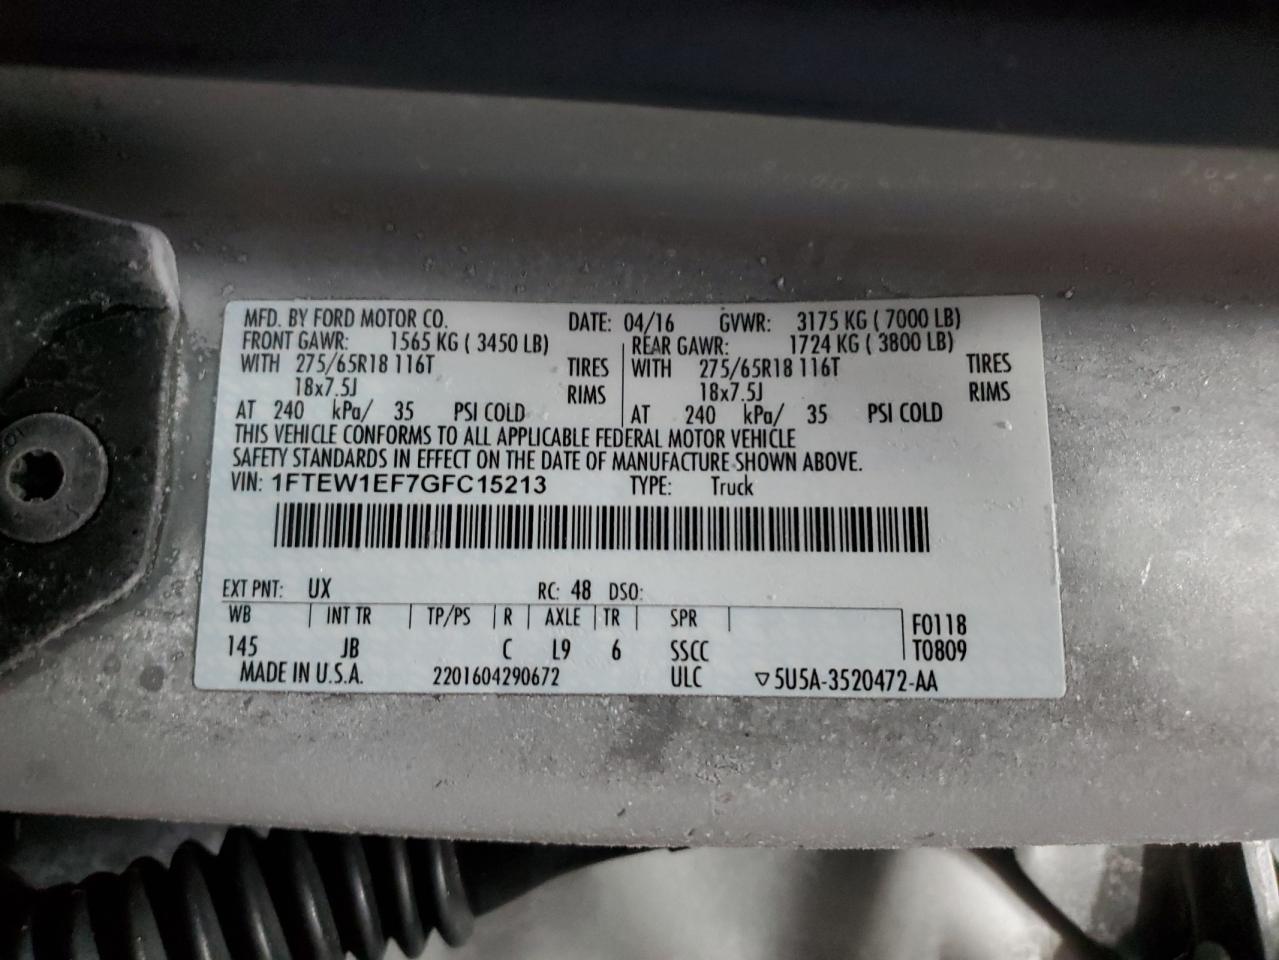 MFD. BY FORD MOTOR CO. DATE: 04/16 GVWR: 3175 KG ( 7000 LB)
FRONT GAWR: 1565 KG ( 3450 LB) REAR GAWR: 1724 KG ( 3800 LB)
WITH 275/65R18 116T TIRES WITH 275/65R18 116T TIRES
18x7.5J RIMS 18x7.5J RIMS
AT 240 kPa/ 35 PSI COLD AT 240 kPa/ 35 PSI COLD
THIS VEHICLE CONFORMS TO ALL APPLICABLE FEDERAL MOTOR VEHICLE
SAFETY STANDARDS IN EFFECT ON THE DATE OF MANUFACTURE SHOWN ABOVE.
VIN: 1FTEW1EF7GFC15213 TYPE: Truck
EXT PNT: UX RC: 48 DSO:
WB INT TR TP/PS R AXLE TR SPR F0118
145 JB C L9 6 SSCC T0809
MADE IN U.S.A. 2201604290672 ULC ▽5U5A-3520472-AA